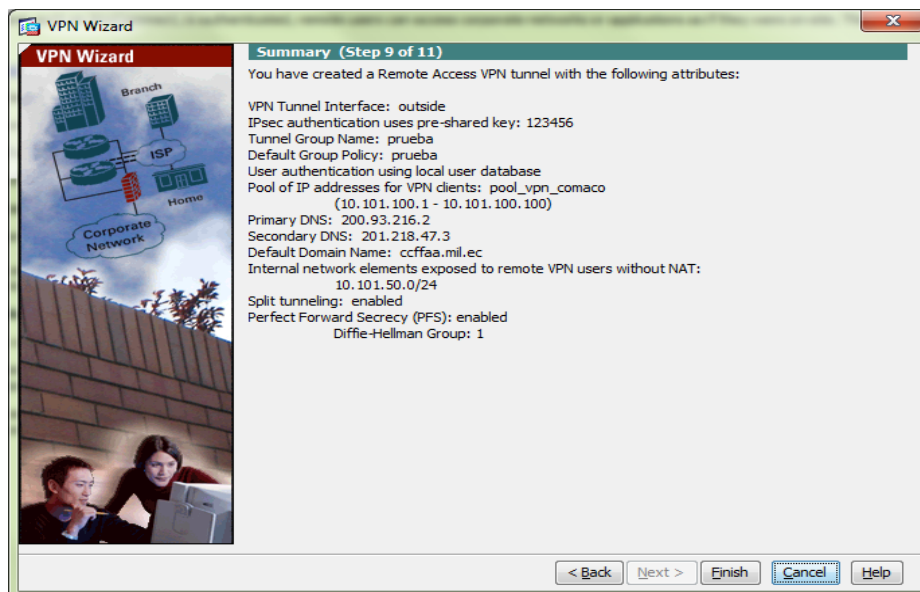 VPN Wizard
VPN Wizard
Branch
ISP
Home
Corporate
Network
Summary (Step 9 of 11)
You have created a Remote Access VPN tunnel with the following attributes:
VPN Tunnel Interface: outside
IPsec authentication uses pre-shared key: 123456
Tunnel Group Name: prueba
Default Group Policy: prueba
User authentication using local user database
Pool of IP addresses for VPN clients: pool_vpn_comaco
(10.101.100.1 - 10.101.100.100)
Primary DNS: 200.93.216.2
Secondary DNS: 201.218.47.3
Default Domain Name: ccffaa.mil.ec
Internal network elements exposed to remote VPN users without NAT:
10.101.50.0/24
Split tunneling: enabled
Perfect Forward Secrecy (PFS): enabled
Diffie-Hellman Group: 1
< Back Next > Finish Cancel Help